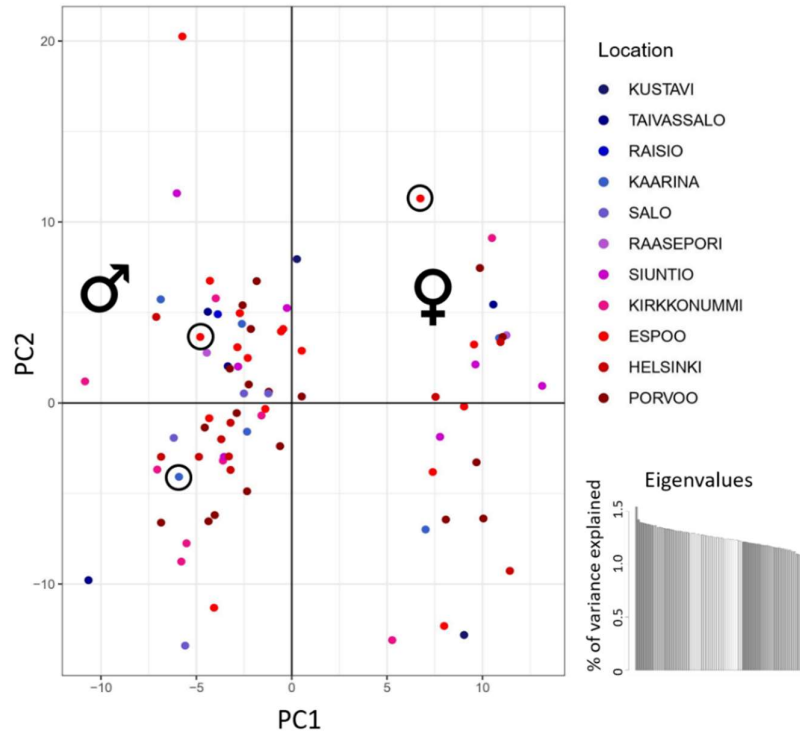 20
10
0
−10
−10
−5
0
5
10
PC2
PC1
Location
KUSTAVI
TAIVASSALO
RAISIO
KAARINA
SALO
RAASEPORI
SIUNTIO
KIRKKONUMMI
ESPOO
HELSINKI
PORVOO
Eigenvalues
% of variance explained
1.5
1.0
0.5
0